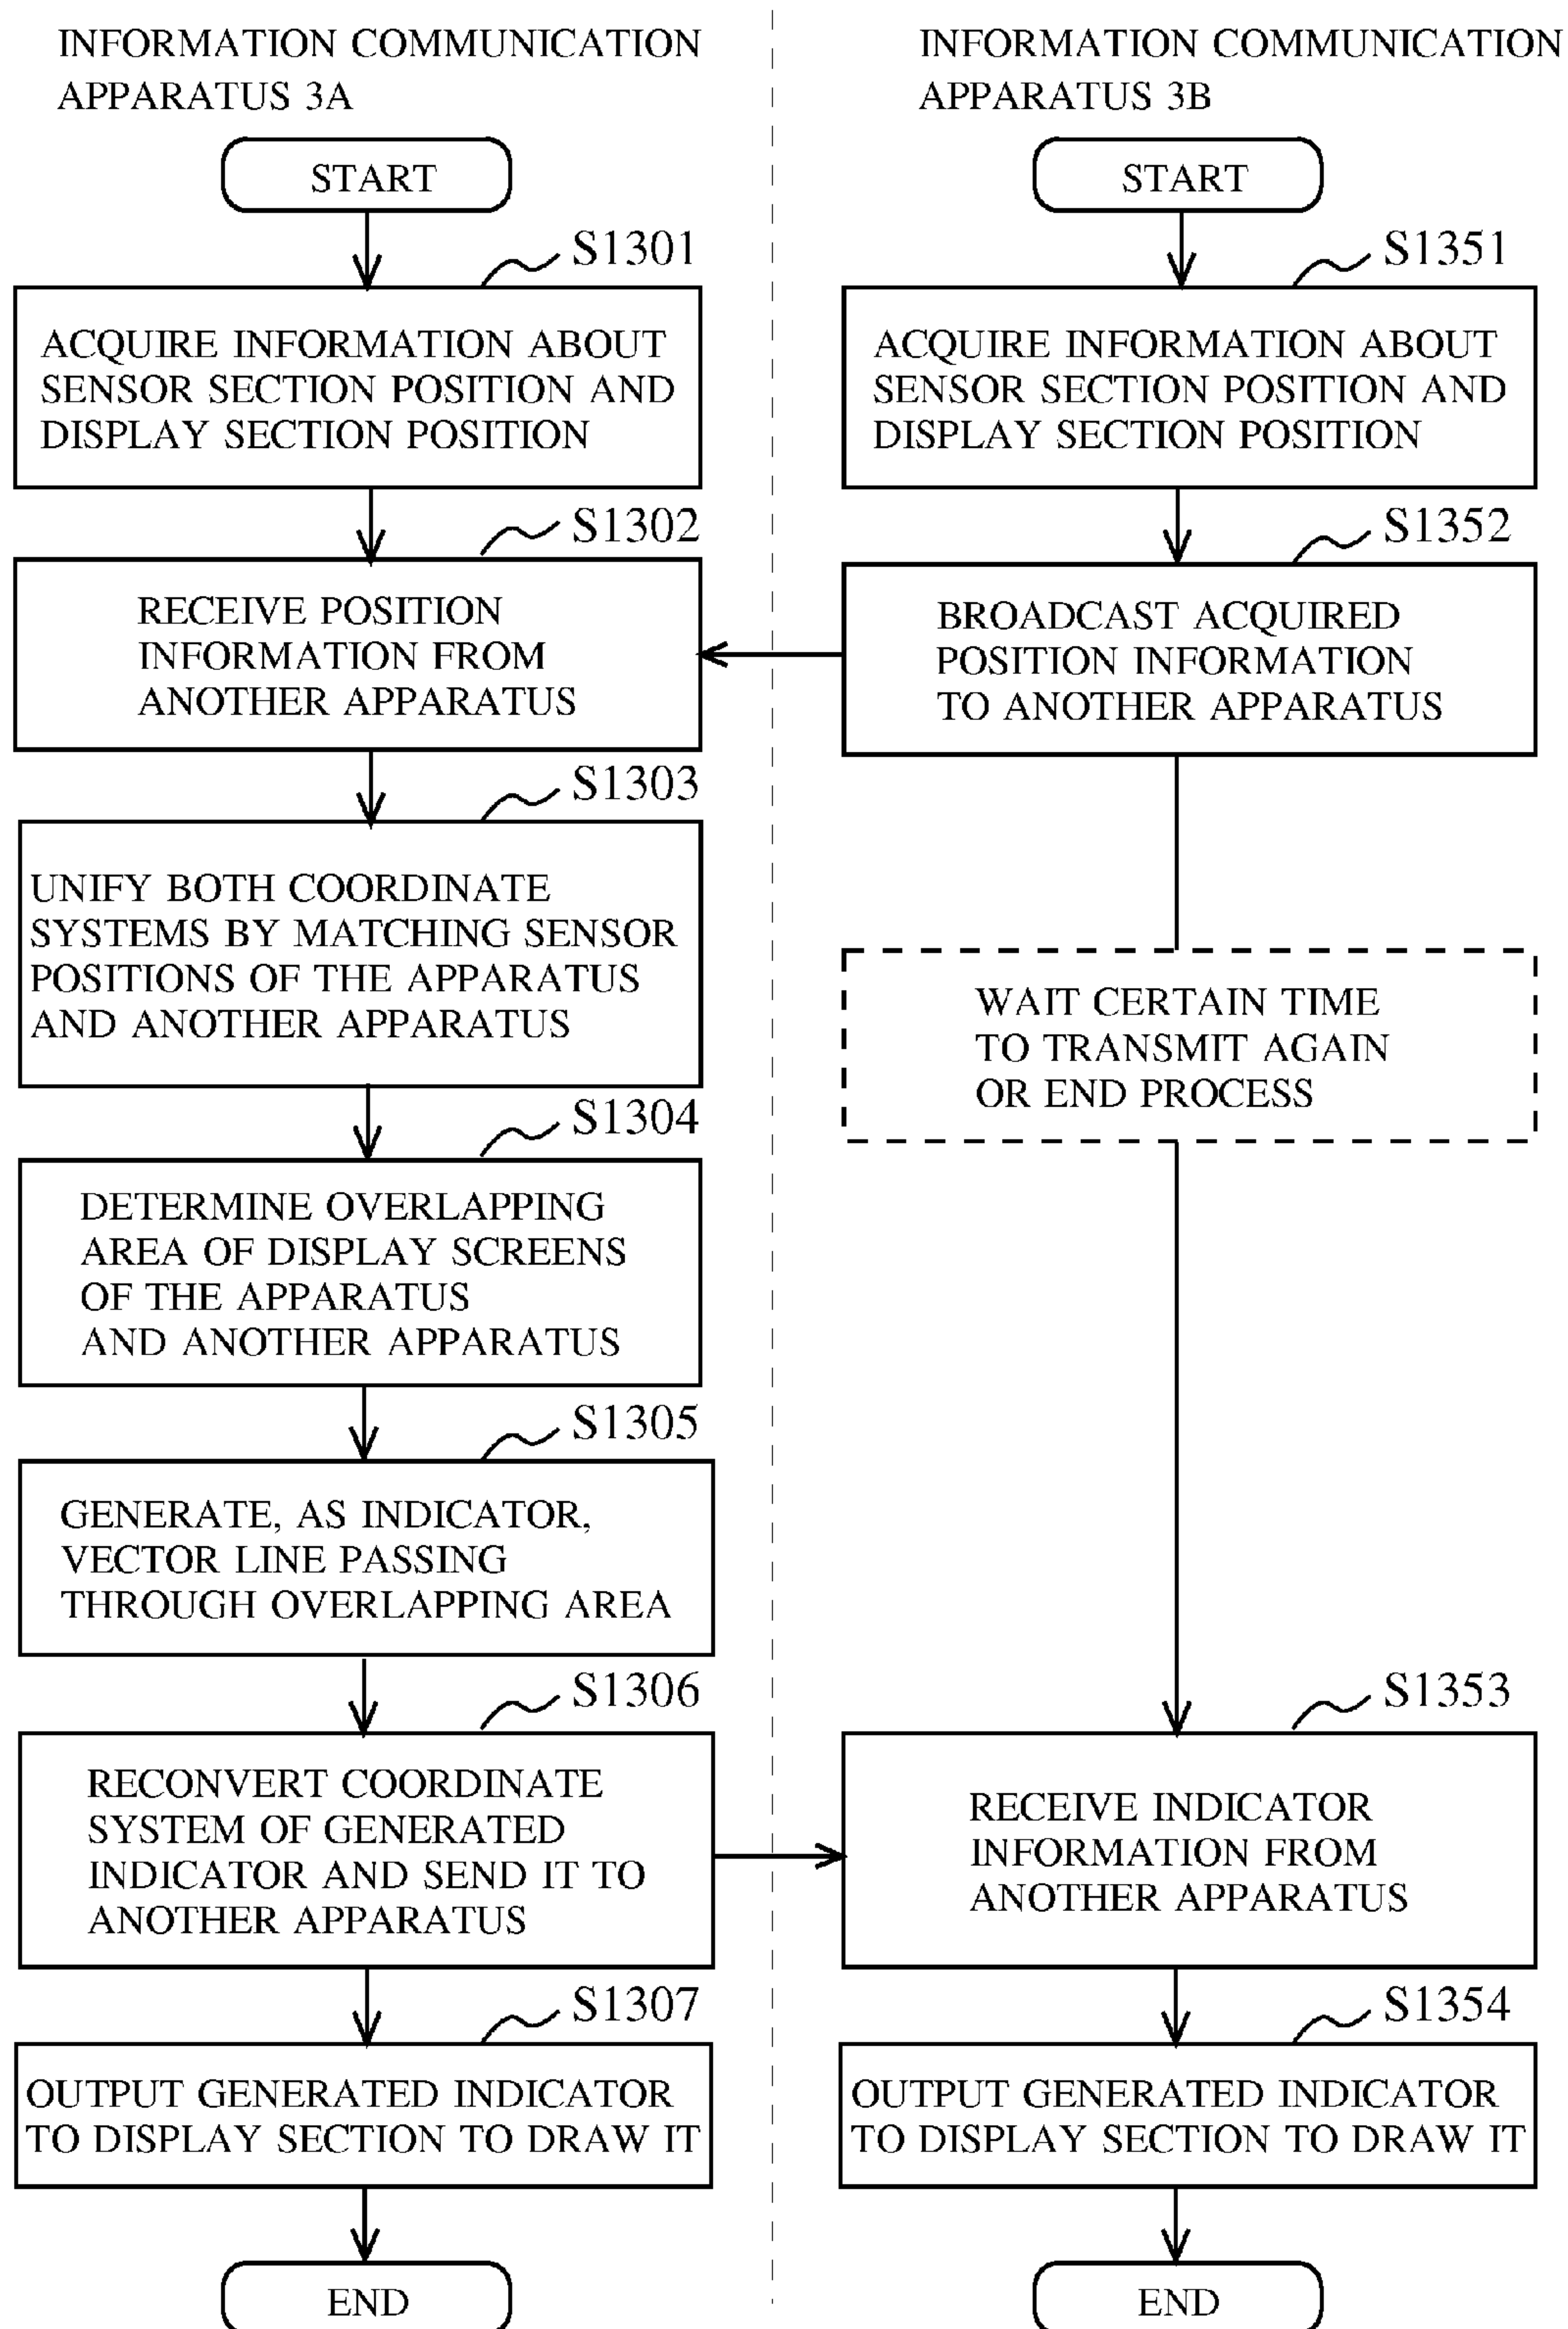 INFORMATION COMMUNICATION
APPARATUS 3A
START
S1301
ACQUIRE INFORMATION ABOUT
SENSOR SECTION POSITION AND
DISPLAY SECTION POSITION
S1302
RECEIVE POSITION
INFORMATION FROM
ANOTHER APPARATUS
S1303
UNIFY BOTH COORDINATE
SYSTEMS BY MATCHING SENSOR
POSITIONS OF THE APPARATUS
AND ANOTHER APPARATUS
S1304
DETERMINE OVERLAPPING
AREA OF DISPLAY SCREENS
OF THE APPARATUS
AND ANOTHER APPARATUS
S1305
GENERATE, AS INDICATOR,
VECTOR LINE PASSING
THROUGH OVERLAPPING AREA
S1306
RECONVERT COORDINATE
SYSTEM OF GENERATED
INDICATOR AND SEND IT TO
ANOTHER APPARATUS
S1307
OUTPUT GENERATED INDICATOR
TO DISPLAY SECTION TO DRAW IT
END
INFORMATION COMMUNICATION
APPARATUS 3B
START
S1351
ACQUIRE INFORMATION ABOUT
SENSOR SECTION POSITION AND
DISPLAY SECTION POSITION
S1352
BROADCAST ACQUIRED
POSITION INFORMATION
TO ANOTHER APPARATUS
WAIT CERTAIN TIME
TO TRANSMIT AGAIN
OR END PROCESS
S1353
RECEIVE INDICATOR
INFORMATION FROM
ANOTHER APPARATUS
S1354
OUTPUT GENERATED INDICATOR
TO DISPLAY SECTION TO DRAW IT
END